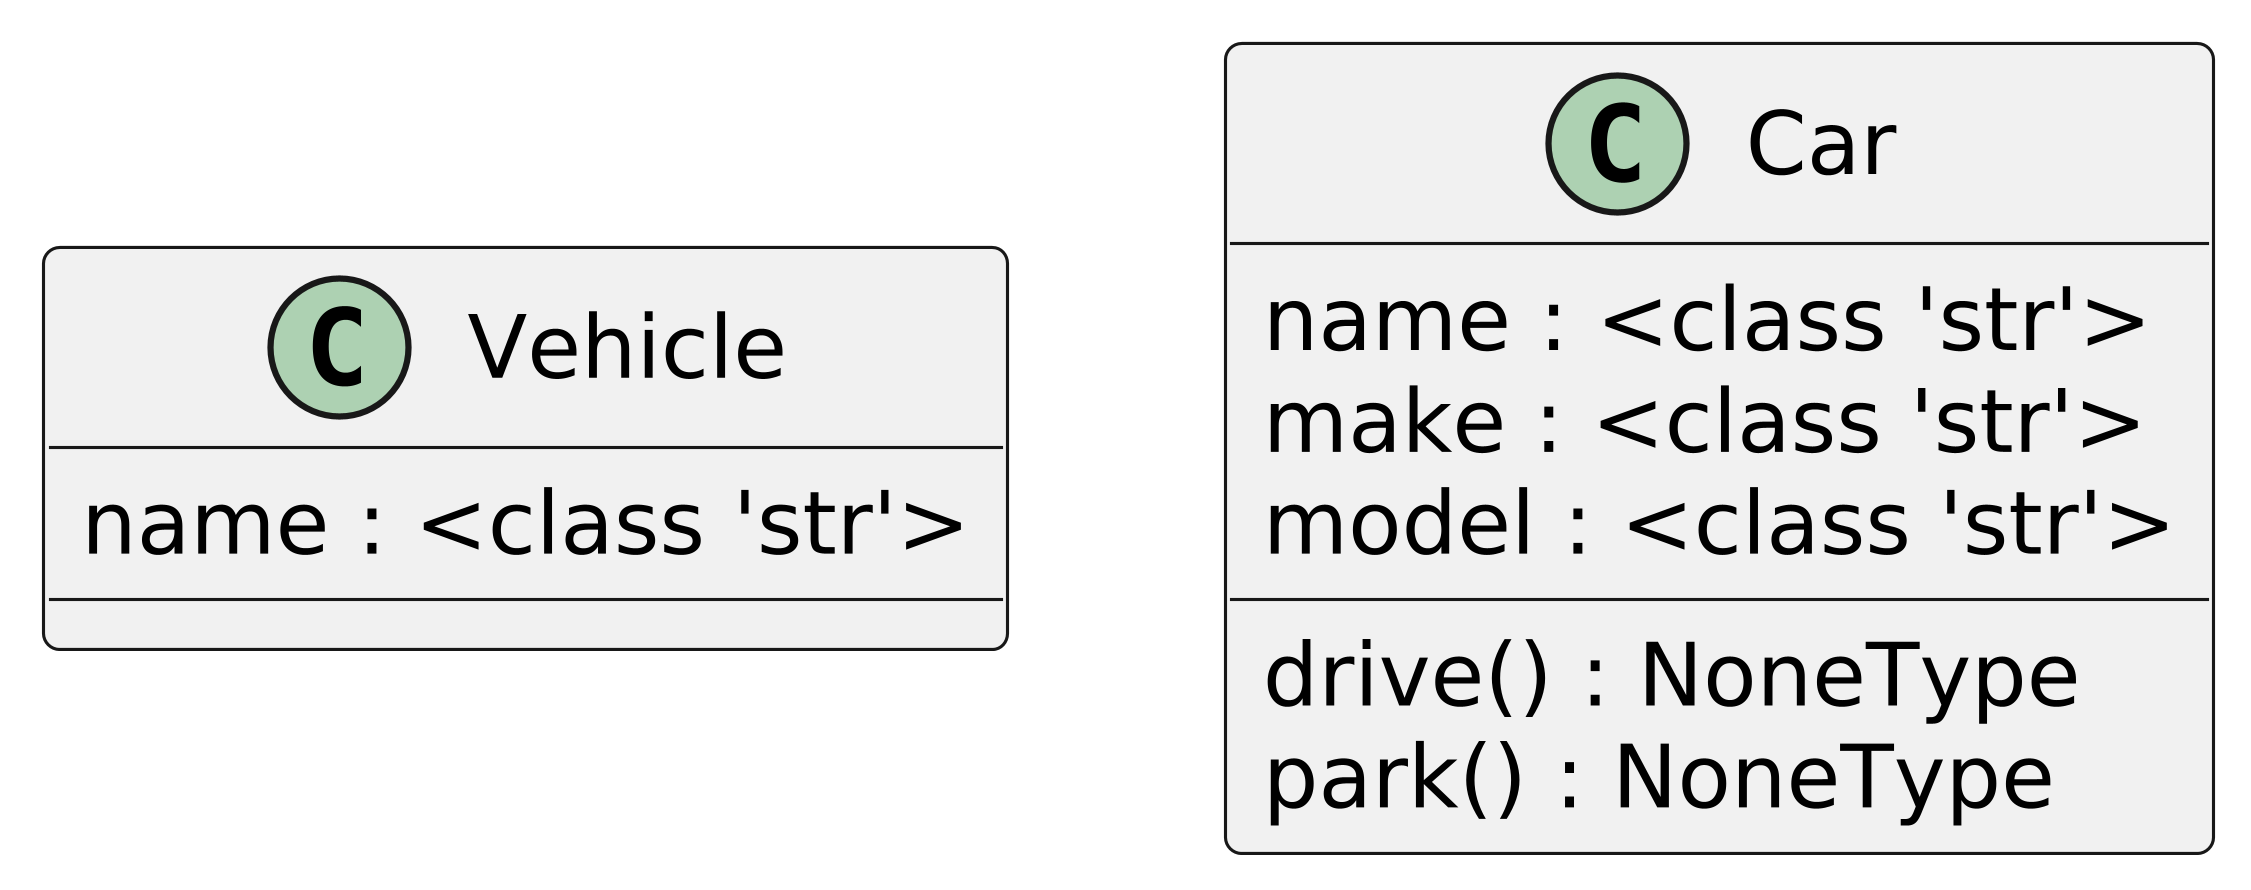 C Vehicle
name : <class 'str'>
C Car
name : <class 'str'>
make : <class 'str'>
model : <class 'str'>
drive() : NoneType
park() : NoneType